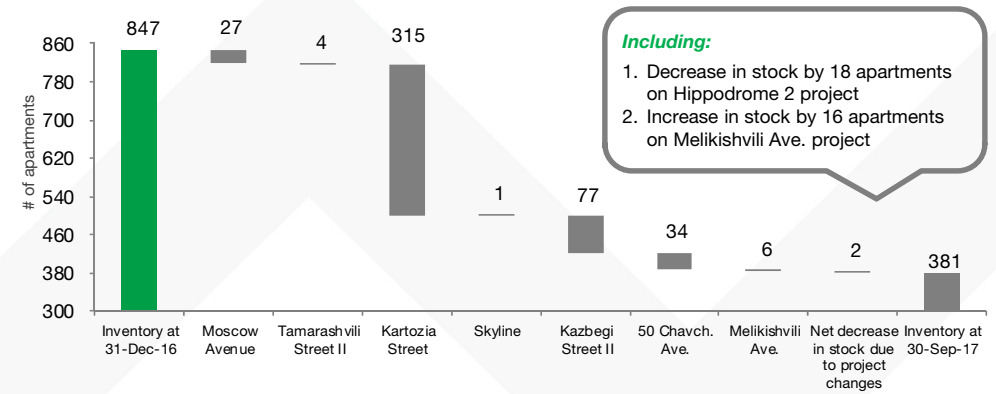 847
27
4
315
1
77
34
6
2
381
Including:
1. Decrease in stock by 18 apartments
on Hippodrome 2 project
2. Increase in stock by 16 apartments
on Melikishvili Ave. project
# of apartments
860
780
700
620
540
460
380
300
Inventory at
31-Dec-16
Moscow
Avenue
Tamarashvili
Street II
Kartozia
Street
Skyline
Kazbegi
Street II
50 Chavch.
Ave.
Melikishvili
Ave.
Net decrease
in stock due
to project
changes
Inventory at
30-Sep-17